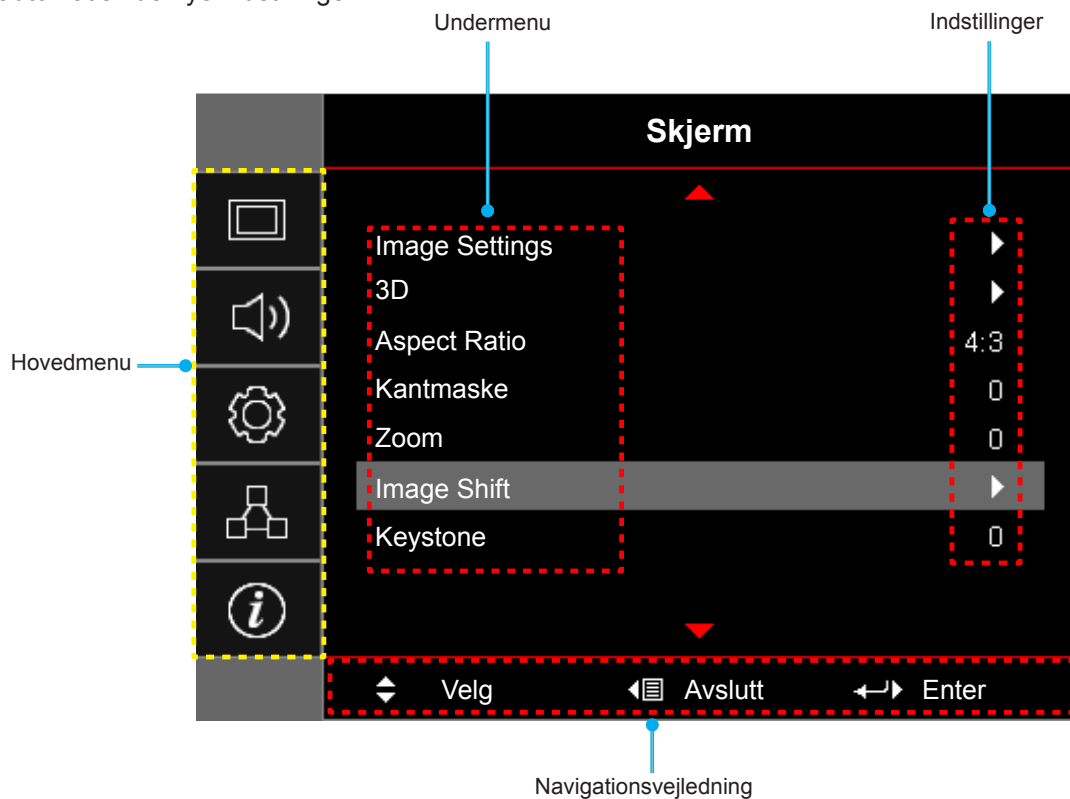 Undermenu
Indstillinger
Skjerm
Image Settings
3D
Aspect Ratio 4:3
Kantmaske 0
Zoom 0
Image Shift
Keystone 0
Hovedmenu
Velg Avslutt Enter
Navigationsvejledning